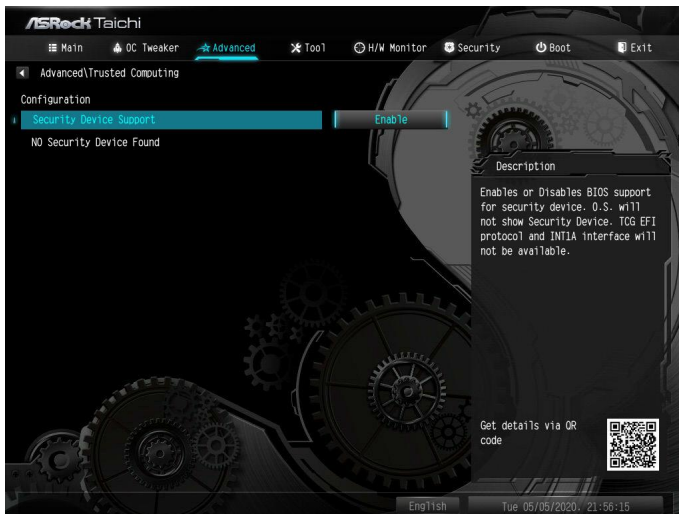 ASRock Taichi
Main OC Tweaker Advanced Tool H/W Monitor Security Boot Exit
Advanced\Trusted Computing
Configuration
Security Device Support Enable
NO Security Device Found
Description
Enables or Disables BIOS support
for security device. O.S. will
not show Security Device. TCG EFI
protocol and INT1A interface will
not be available.
Get details via QR
code
English Tue 05/05/2020. 21:56:15